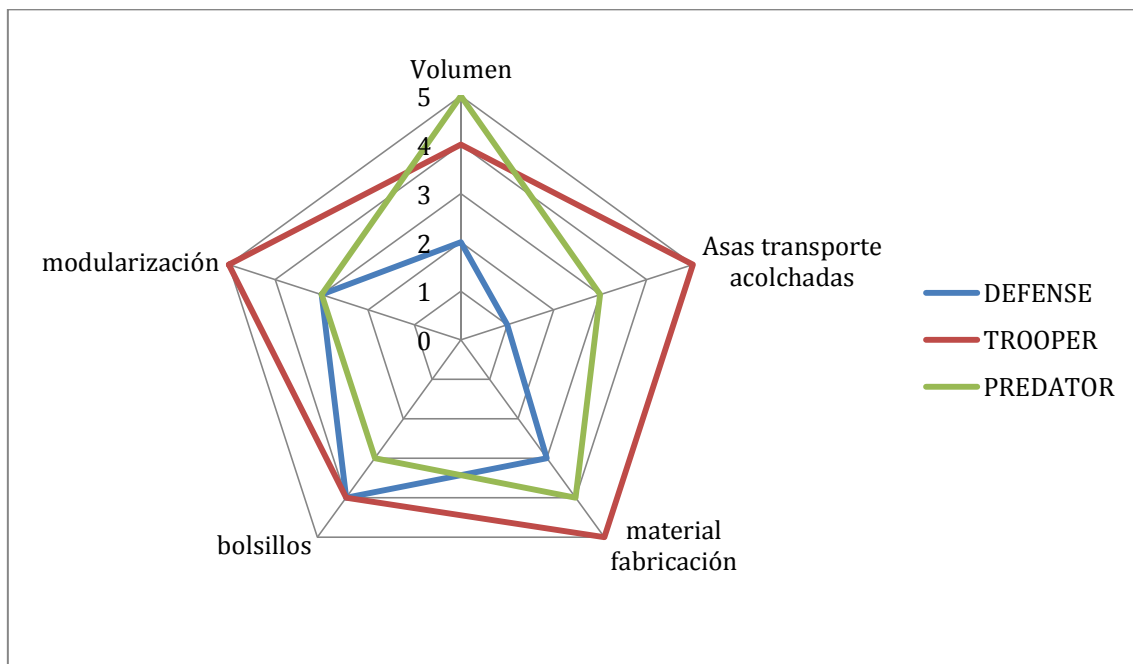 Volumen
5
4
3
2
1
0
modularización
Asas transporte
acolchadas
bolsillos
material
fabricación
DEFENSE
TROOPER
PREDATOR